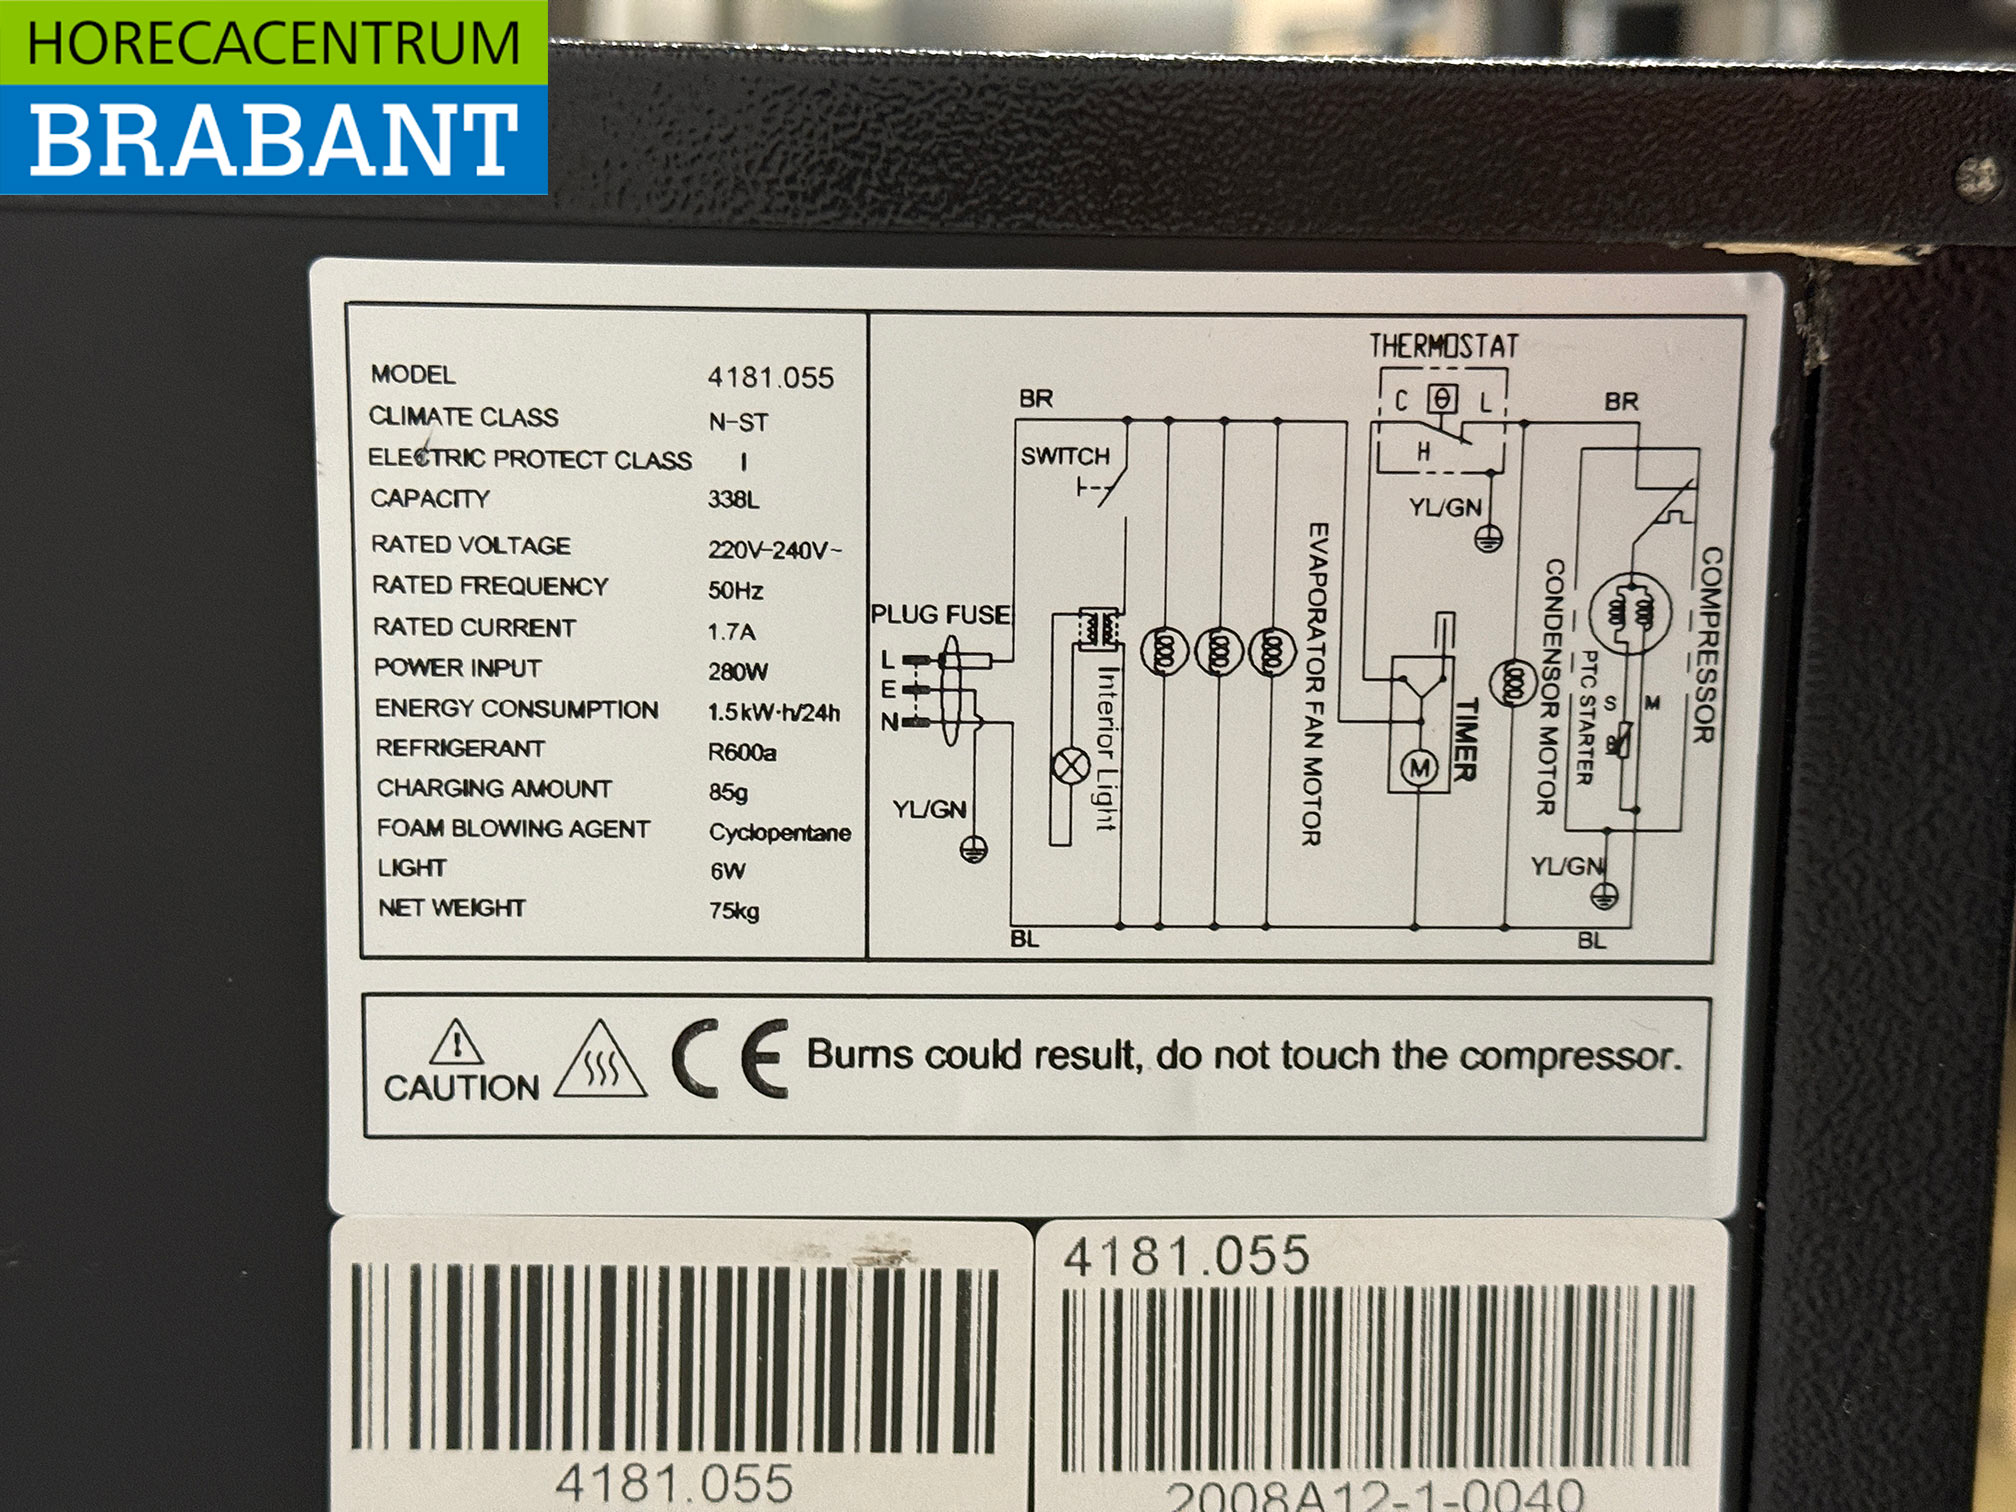 HORECACENTRUM
BRABANT
MODEL 4181.055
CLIMATE CLASS N-ST
ELECTRIC PROTECT CLASS I
CAPACITY 338L
RATED VOLTAGE 220V-240V~
RATED FREQUENCY 50Hz
RATED CURRENT 1.7A
POWER INPUT 280W
ENERGY CONSUMPTION 1.5kW·h/24h
REFRIGERANT R600a
CHARGING AMOUNT 85g
FOAM BLOWING AGENT Cyclopentane
LIGHT 6W
NET WEIGHT 75kg
THERMOSTAT
BR
C θ L
BR
SWITCH
H
YL/GN
PLUG FUSE
L
E
N
YL/GN
Interior Light
EVAPORATOR FAN MOTOR
TIMER
M
CONDENSOR MOTOR
PTC STARTER
S M
COMPRESSOR
YL/GN
BL
BL
CAUTION
CE Burns could result, do not touch the compressor.
4181.055
4181.055
2008A12-1-0040